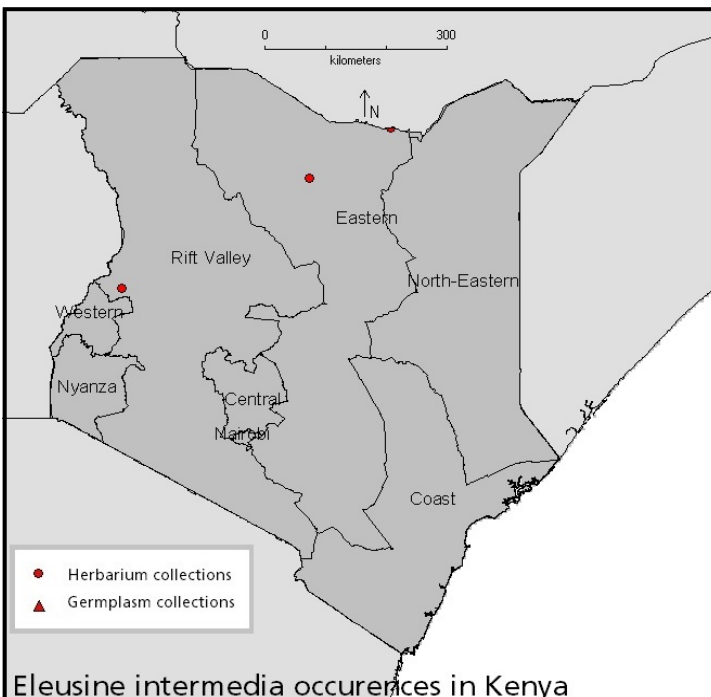 0 300
kilometers
N
Eastern
Rift Valley
North-Eastern
Western
Nyanza
Central
Nairobi
Coast
Herbarium collections
Germplasm collections
Eleusine intermedia occurences in Kenya